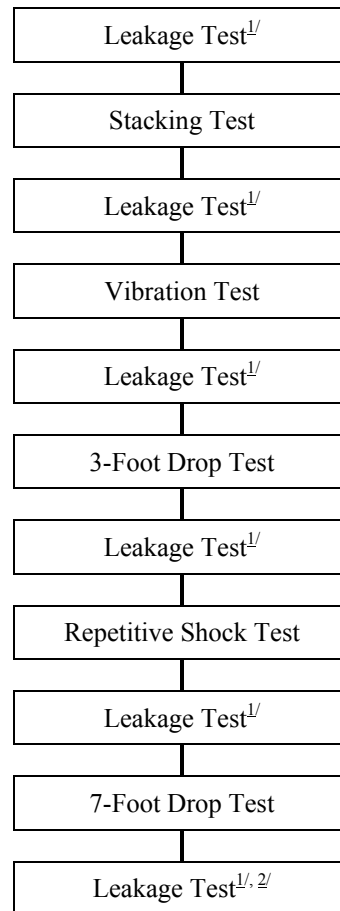 Leakage Test1/
Stacking Test
Leakage Test1/
Vibration Test
Leakage Test1/
3-Foot Drop Test
Leakage Test1/
Repetitive Shock Test
Leakage Test1/
7-Foot Drop Test
Leakage Test1/, 2/